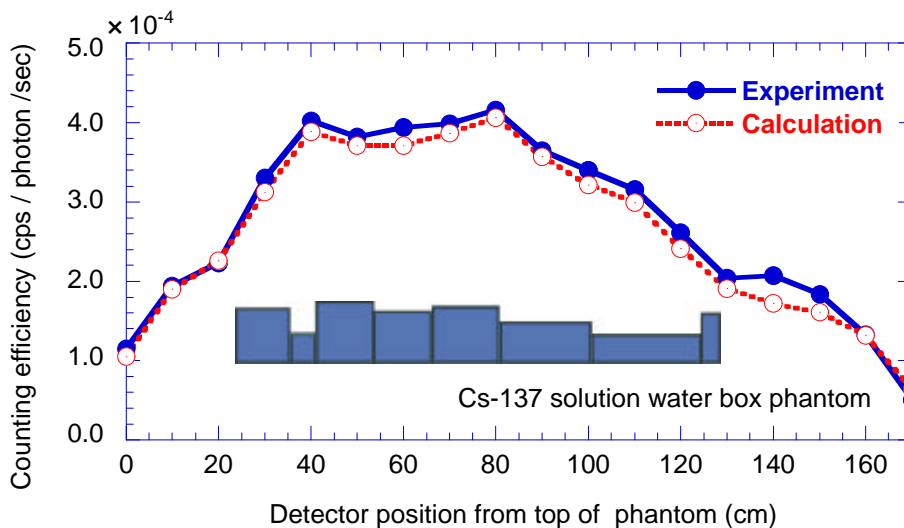 × 10⁻⁴
5.0
4.0
3.0
2.0
1.0
0.0
Counting efficiency (cps / photon /sec)
Experiment
Calculation
Cs-137 solution water box phantom
0 20 40 60 80 100 120 140 160
Detector position from top of phantom (cm)